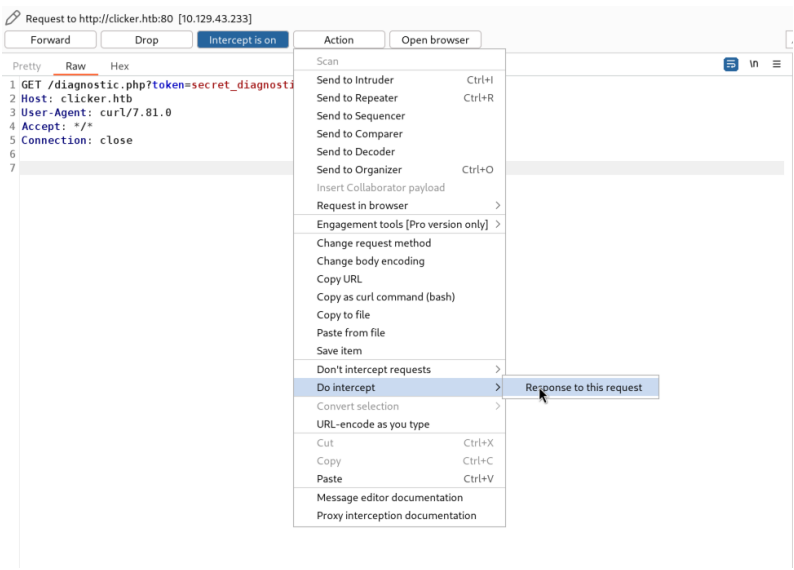 Request to http://clicker.htb:80 [10.129.43.233]
Forward Drop Intercept is on Action Open browser
Pretty Raw Hex \n
1 GET /diagnostic.php?token=secret_diagnosti
2 Host: clicker.htb
3 User-Agent: curl/7.81.0
4 Accept: */*
5 Connection: close
6
7
Scan
Send to Intruder Ctrl+I
Send to Repeater Ctrl+R
Send to Sequencer
Send to Comparer
Send to Decoder
Send to Organizer Ctrl+O
Insert Collaborator payload
Request in browser
Engagement tools [Pro version only]
Change request method
Change body encoding
Copy URL
Copy as curl command (bash)
Copy to file
Paste from file
Save item
Don't intercept requests
Do intercept
Response to this request
Convert selection
URL-encode as you type
Cut Ctrl+X
Copy Ctrl+C
Paste Ctrl+V
Message editor documentation
Proxy interception documentation